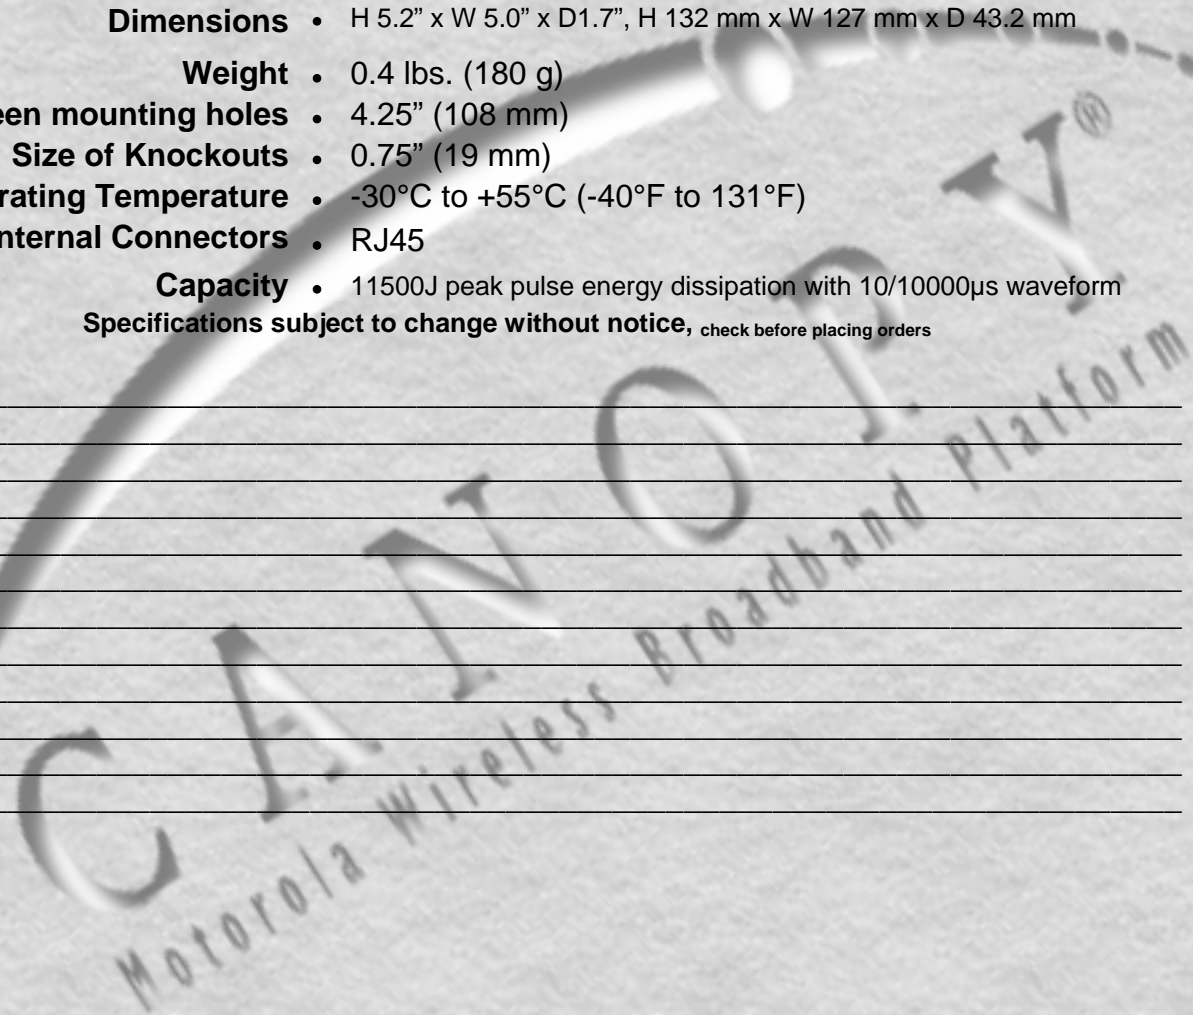 Dimensions • H 5.2” x W 5.0” x D1.7”, H 132 mm x W 127 mm x D 43.2 mm
Weight • 0.4 lbs. (180 g)
een mounting holes • 4.25” (108 mm)
Size of Knockouts • 0.75” (19 mm)
rating Temperature • -30°C to +55°C (-40°F to 131°F)
nternal Connectors • RJ45
Capacity • 11500J peak pulse energy dissipation with 10/10000µs waveform
Specifications subject to change without notice, check before placing orders
CANOPY®
Motorola Wireless Broadband Platform